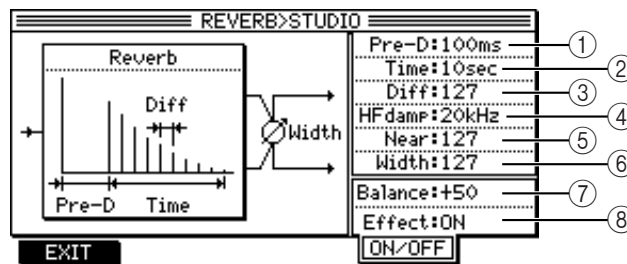 REVERB>STUDIO
Reverb
Diff
Pre-D
Time
Width
Pre-D:100ms
Time:10sec
Diff:127
HFdamp:20kHz
Near:127
Width:127
Balance:+50
Effect:ON
①
②
③
④
⑤
⑥
⑦
⑧
EXIT
ON/OFF